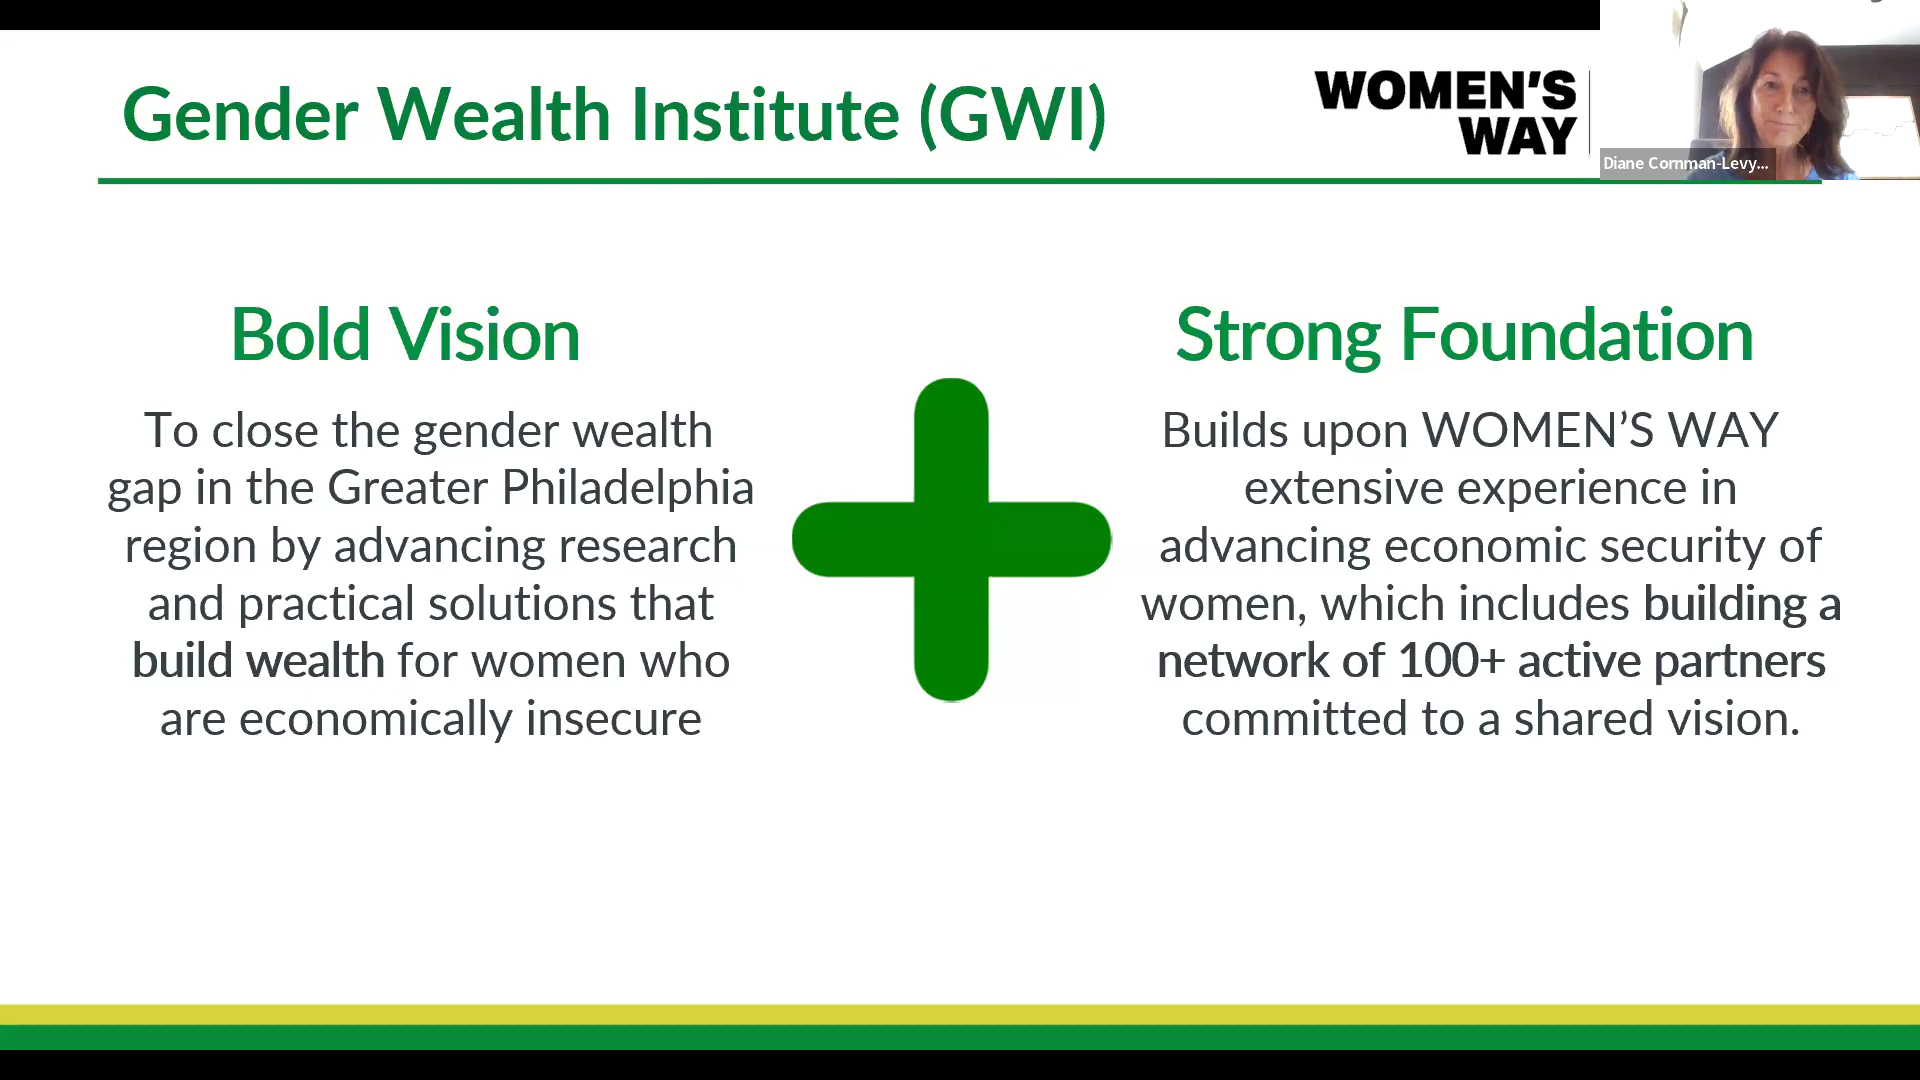 Gender Wealth Institute (GWI)
WOMEN'S
WAY
Diane Cornman-Levy...
Bold Vision
To close the gender wealth
gap in the Greater Philadelphia
region by advancing research
and practical solutions that
build wealth for women who
are economically insecure
Strong Foundation
Builds upon WOMEN’S WAY
extensive experience in
advancing economic security of
women, which includes building a
network of 100+ active partners
committed to a shared vision.